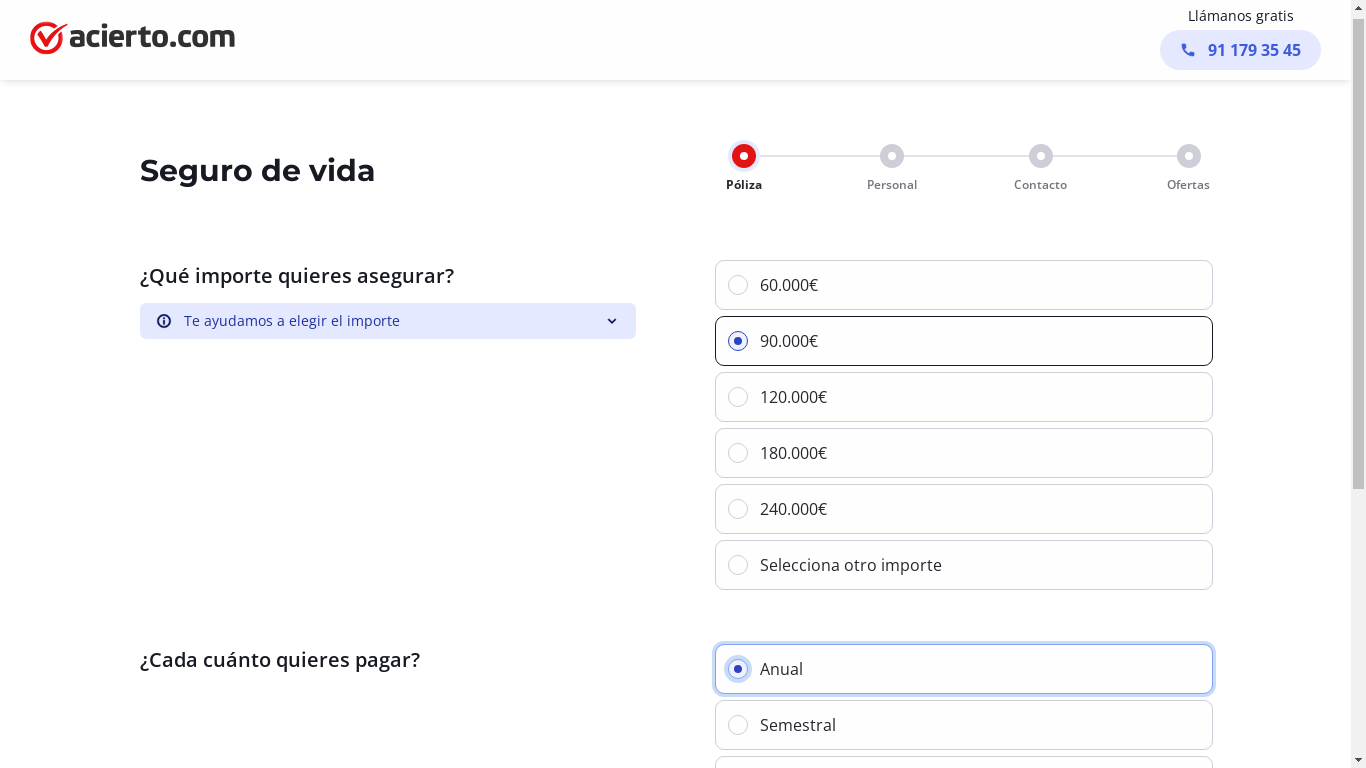 acierto.com
Llámanos gratis
91 179 35 45
Seguro de vida
Póliza
Personal
Contacto
Ofertas
¿Qué importe quieres asegurar?
Te ayudamos a elegir el importe
60.000€
90.000€
120.000€
180.000€
240.000€
Selecciona otro importe
¿Cada cuánto quieres pagar?
Anual
Semestral